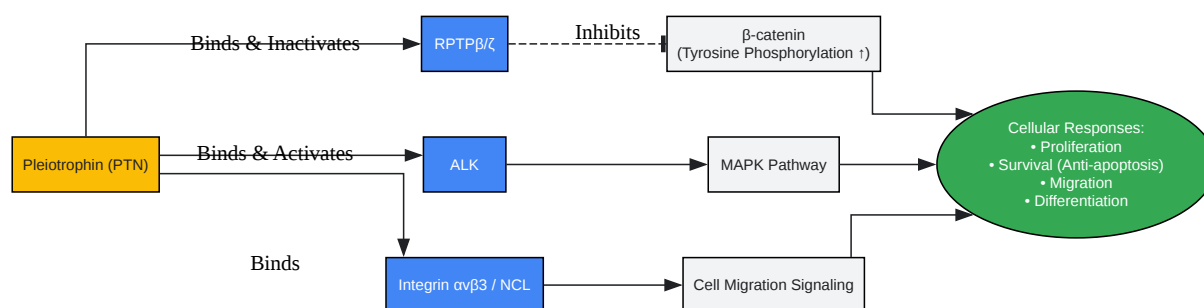 Binds & Inactivates
RPTPβ/ζ
Inhibits
β-catenin
(Tyrosine Phosphorylation ↑)
Pleiotrophin (PTN)
Binds & Activates
ALK
MAPK Pathway
Cellular Responses:
• Proliferation
• Survival (Anti-apoptosis)
• Migration
• Differentiation
Binds
Integrin αvβ3 / NCL
Cell Migration Signaling